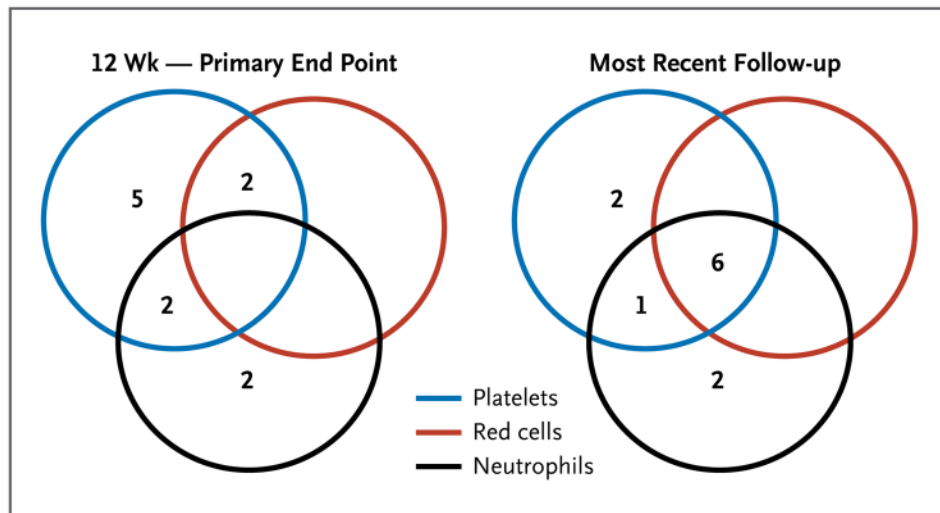 12 Wk — Primary End Point
5
2
2
2
Most Recent Follow-up
2
6
1
2
Platelets
Red cells
Neutrophils